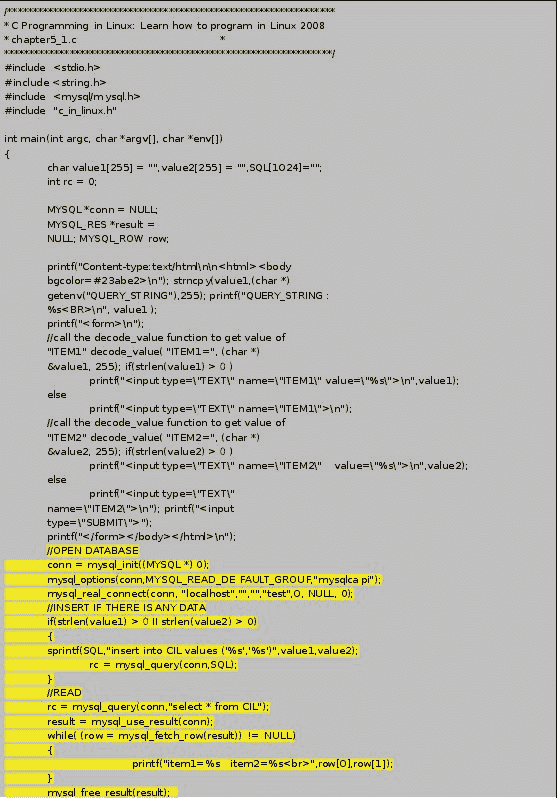 /****************************************************************
* C Programming in Linux: Learn how to program in Linux 2008
* chapter5_1.c *
****************************************************************/
#include <stdio.h>
#include <string.h>
#include <mysql/mysql.h>
#include "c_in_linux.h"
int main(int argc, char *argv[], char *env[])
{
char value1[255] = "",value2[255] = "",SQL[1024]="";
int rc = 0;
MYSQL *conn = NULL;
MYSQL_RES *result =
NULL; MYSQL_ROW row;
printf("Content-type:text/html\n\n<html><body
bgcolor=#23abe2>\n"); strncpy(value1,(char *)
getenv("QUERY_STRING"),255); printf("QUERY_STRING :
%s<BR>\n", value1 );
printf("<form>\n");
//call the decode_value function to get value of
"ITEM1" decode_value( "ITEM1=", (char *)
&value1, 255); if(strlen(value1) > 0 )
printf("<input type=\"TEXT\" name=\"ITEM1\" value=\"%s\">\n",value1);
else
printf("<input type=\"TEXT\" name=\"ITEM1\">\n");
//call the decode_value function to get value of
"ITEM2" decode_value( "ITEM2=", (char *)
&value2, 255); if(strlen(value2) > 0 )
printf("<input type=\"TEXT\" name=\"ITEM2\" value=\"%s\">\n",value2);
else
printf("<input type=\"TEXT\"
name=\"ITEM2\">\n"); printf("<input
type=\"SUBMIT\">");
printf("</form></body></html>\n");
//OPEN DATABASE
conn = mysql_init((MYSQL *) 0);
mysql_options(conn,MYSQL_READ_DE FAULT_GROUP,"mysqlca pi");
mysql_real_connect(conn, "localhost","","","test",0, NULL, 0);
//INSERT IF THERE IS ANY DATA
if(strlen(value1) > 0 || strlen(value2) > 0)
{
sprintf(SQL,"insert into CIL values ('%s','%s')",value1,value2);
rc = mysql_query(conn,SQL);
}
//READ
rc = mysql_query(conn,"select * from CIL");
result = mysql_use_result(conn);
while( (row = mysql_fetch_row(result)) != NULL)
{
printf("item1=%s item2=%s<br>",row[0],row[1]);
}
mysql_free_result(result);